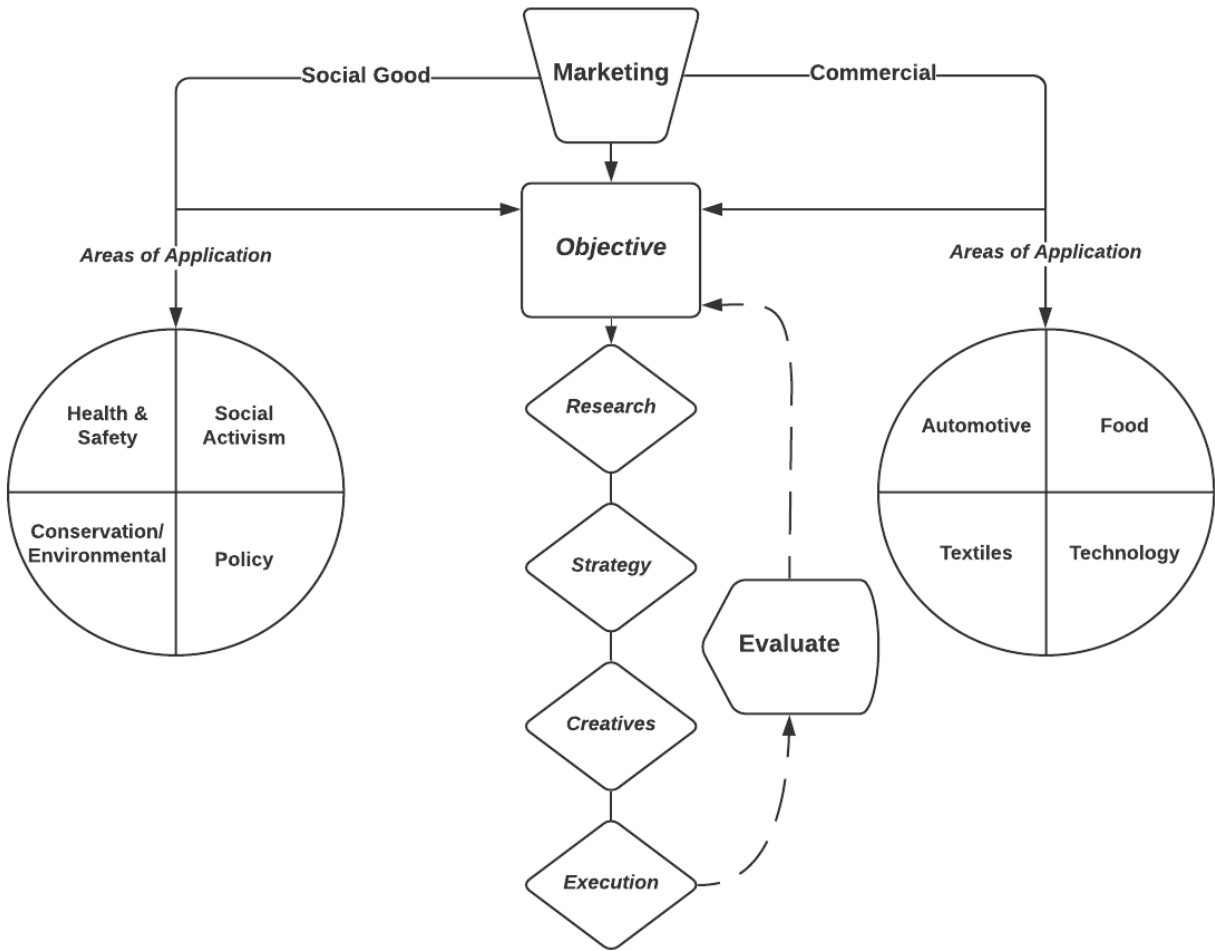 Marketing
Social Good
Commercial
Objective
Areas of Application
Areas of Application
Health &
Safety
Social
Activism
Conservation/
Environmental
Policy
Research
Strategy
Creatives
Execution
Evaluate
Automotive
Food
Textiles
Technology